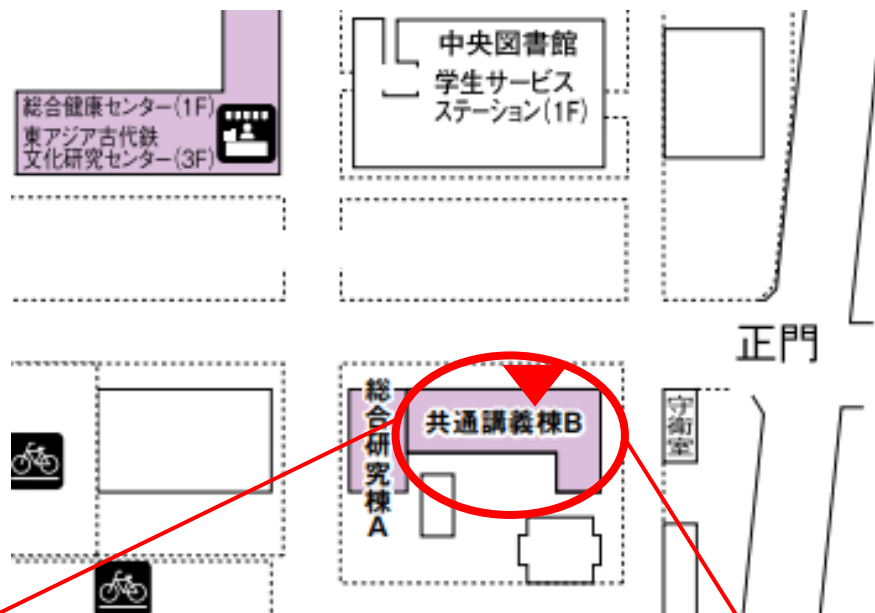 中央図書館
学生サービス
ステーション(1F)
総合健康センター(1F)
東アジア古代鉄
文化研究センター(3F)
正門
総合研究棟A
共通講義棟B
守衛室